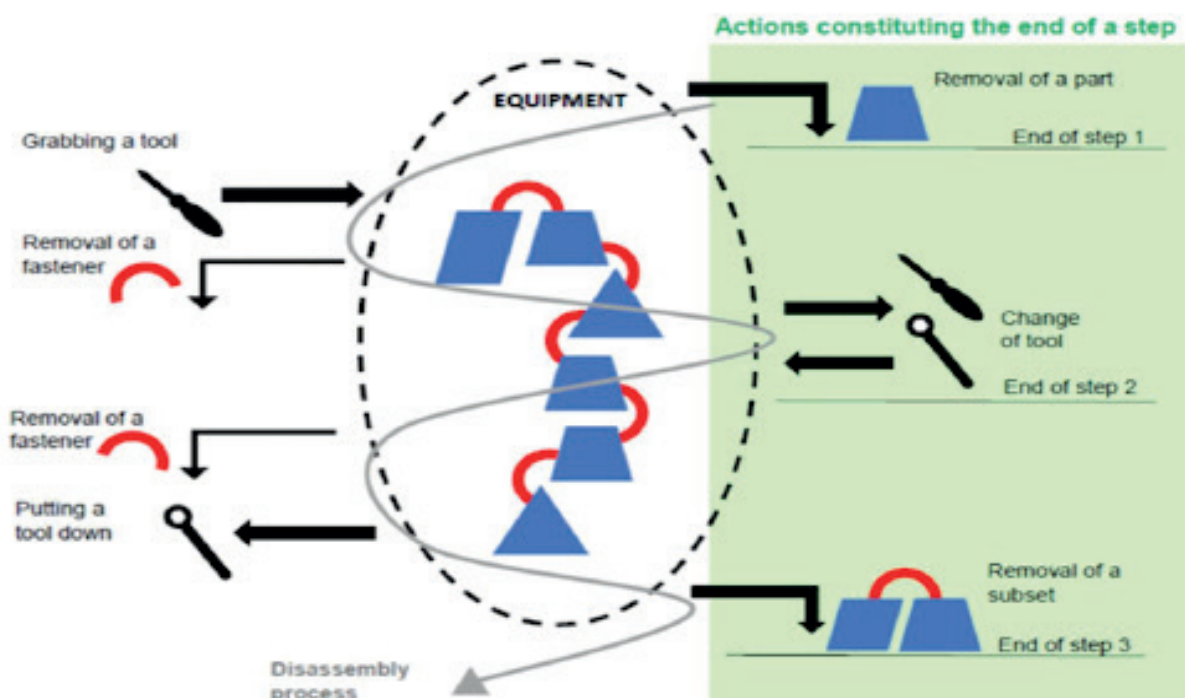 Actions constituting the end of a step
EQUIPMENT
Removal of a part
End of step 1
Grabbing a tool
Removal of a
fastener
Change
of tool
End of step 2
Removal of a
fastener
Putting a
tool down
Removal of a
subset
End of step 3
Disassembly
process